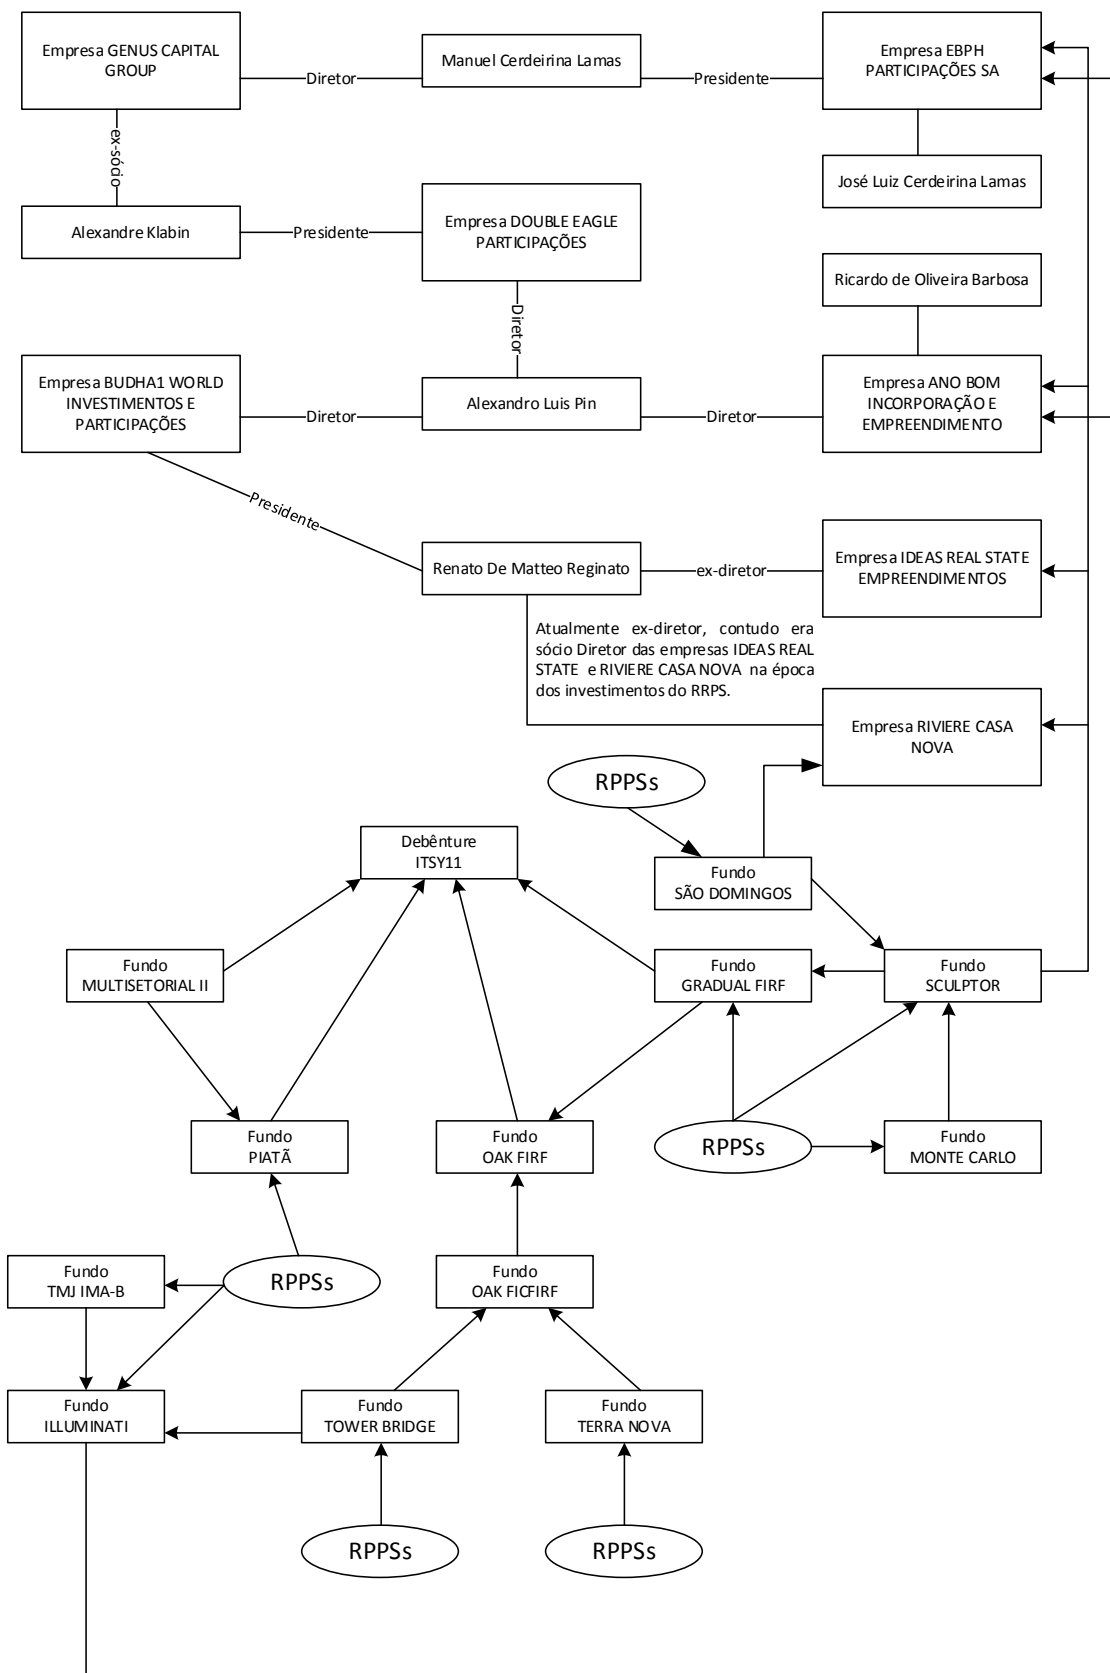 Empresa GENUS CAPITAL
GROUP
Diretor
Manuel Cerdeirina Lamas
Presidente
Empresa EBPH
PARTICIPAÇÕES SA
ex-sócio
José Luiz Cerdeirina Lamas
Alexandre Klabin
Presidente
Empresa DOUBLE EAGLE
PARTICIPAÇÕES
Ricardo de Oliveira Barbosa
Diretor
Empresa BUDHA1 WORLD
INVESTIMENTOS E
PARTICIPAÇÕES
Diretor
Alexandro Luis Pin
Diretor
Empresa ANO BOM
INCORPORAÇÃO E
EMPREENDIMENTO
Presidente
Renato De Matteo Reginato
ex-diretor
Empresa IDEAS REAL STATE
EMPREENDIMENTOS
Atualmente ex-diretor, contudo era
sócio Diretor das empresas IDEAS REAL
STATE e RIVIERE CASA NOVA na época
dos investimentos do RRPS.
Empresa RIVIERE CASA
NOVA
RPPSs
Debênture
ITSY11
Fundo
SÃO DOMINGOS
Fundo
MULTISETORIAL II
Fundo
GRADUAL FIRF
Fundo
SCULPTOR
Fundo
PIATÃ
Fundo
OAK FIRF
RPPSs
Fundo
MONTE CARLO
Fundo
TMJ IMA-B
RPPSs
Fundo
OAK FICFIRF
Fundo
ILLUMINATI
Fundo
TOWER BRIDGE
Fundo
TERRA NOVA
RPPSs
RPPSs